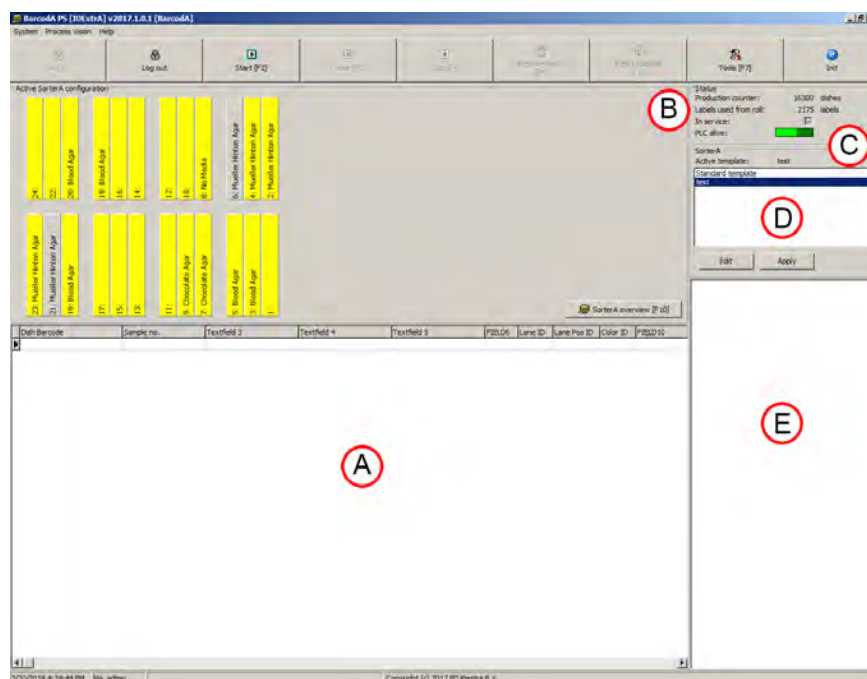 BarcodA PS [IOExtrA] v2017.1.0.1 [BarcodA]
System Process vision Help
Log out
Start [F2]
Tools [F7]
Init
Active SorterA configuration
24:
22:
20: Blood Agar
18: Blood Agar
16:
14:
12:
10:
8: No Media
6: Mueller Hinton Agar
4: Mueller Hinton Agar
2: Mueller Hinton Agar
23: Mueller Hinton Agar
21: Mueller Hinton Agar
19: Blood Agar
17:
15:
13:
11:
9: Chocolate Agar
7: Chocolate Agar
5: Blood Agar
3: Blood Agar
1:
SorterA overview [F10]
B
Status
Production counter: 16300 dishes
Labels used from roll: 2175 labels
In service:
PLC alive:
C
SorterA
Active template: test
Standard template
test
D
Edit Apply
Dish Barcode Sample no. Textfield 3 Textfield 4 Textfield 5 FIELD6 Lane ID Lane Pos ID Color ID FIELD10
A
E
Copyright (c) 2017 BD Kiestra B.V.